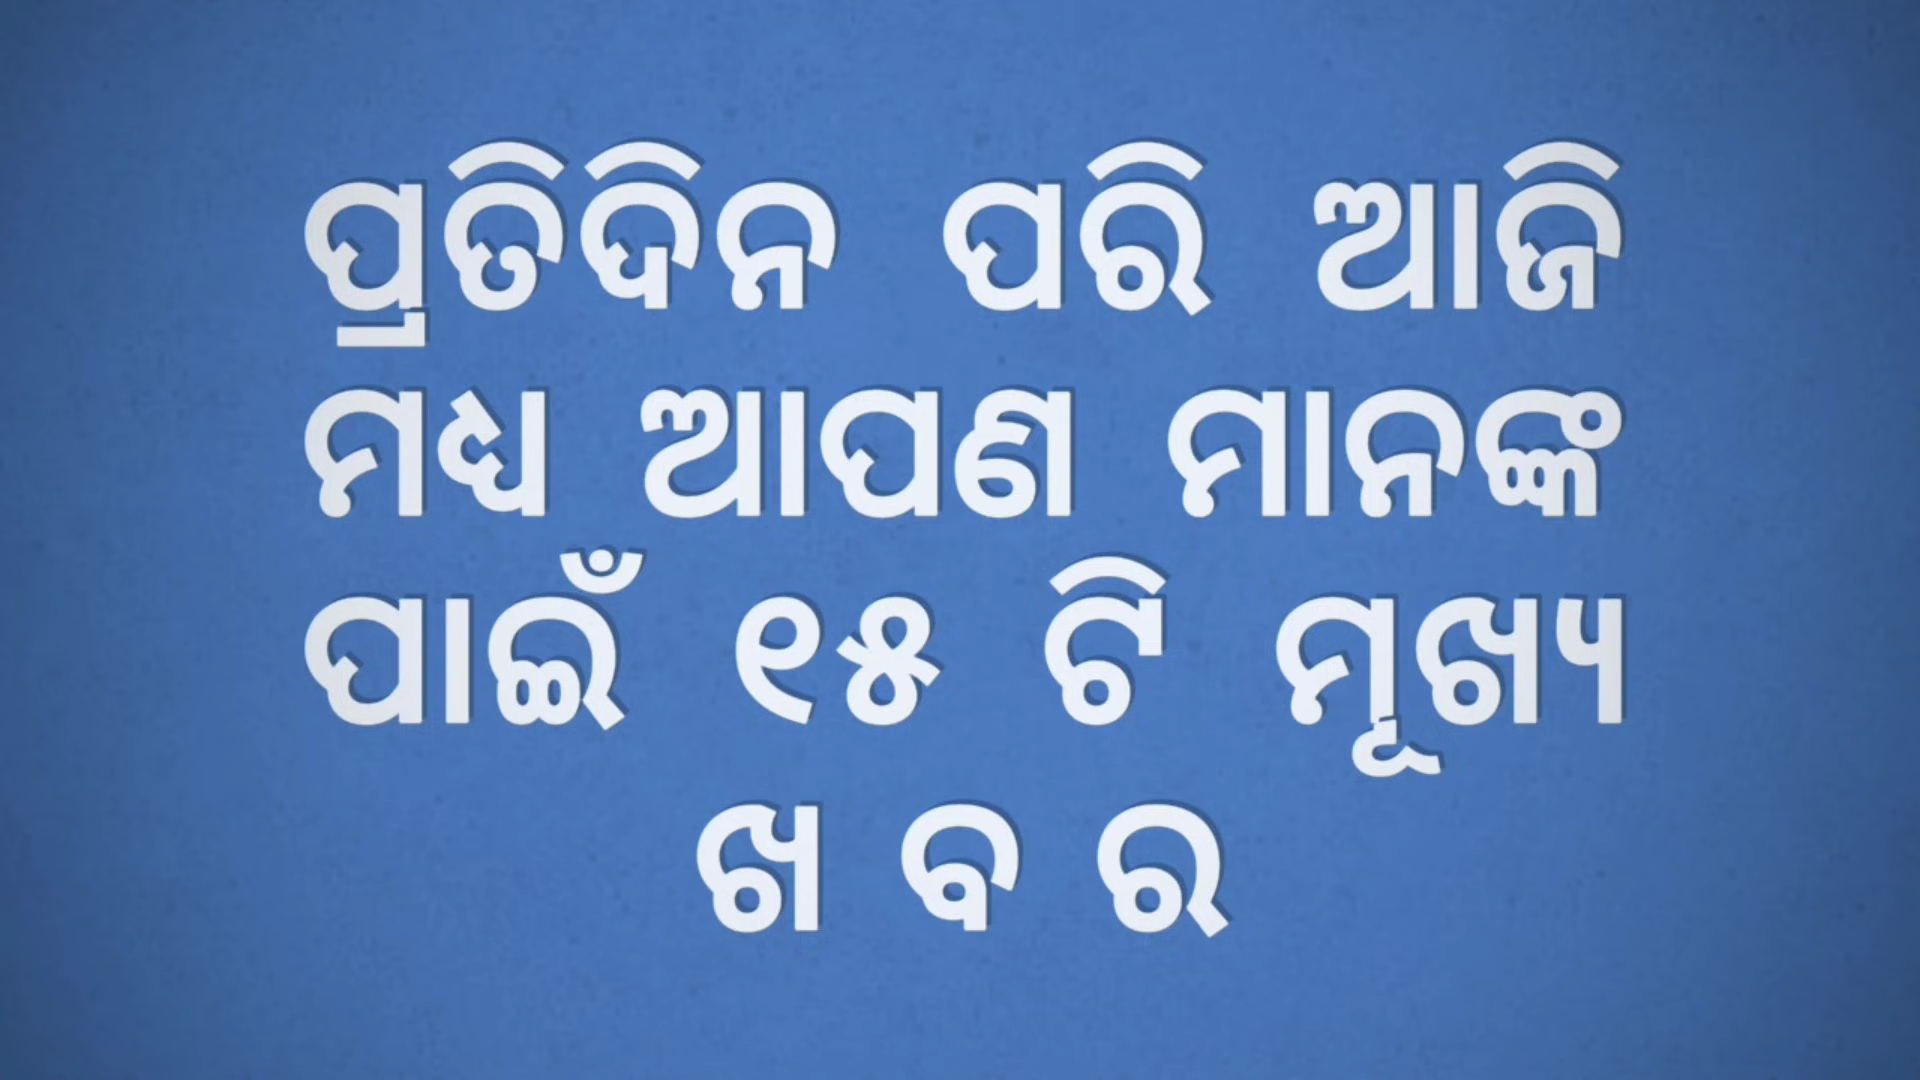 ପ୍ରତିଦିନ ପରି ଆଜି
ମଧ୍ୟ ଆପଣ ମାନଙ୍କ
ପାଇଁ ୧୫ ଟି ମୂଖ୍ୟ
ଖ ବ ର